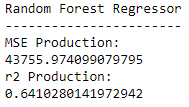 Random Forest Regressor
-----------------------
MSE Production:
43755.974099079795
r2 Production:
0.6410280141972942